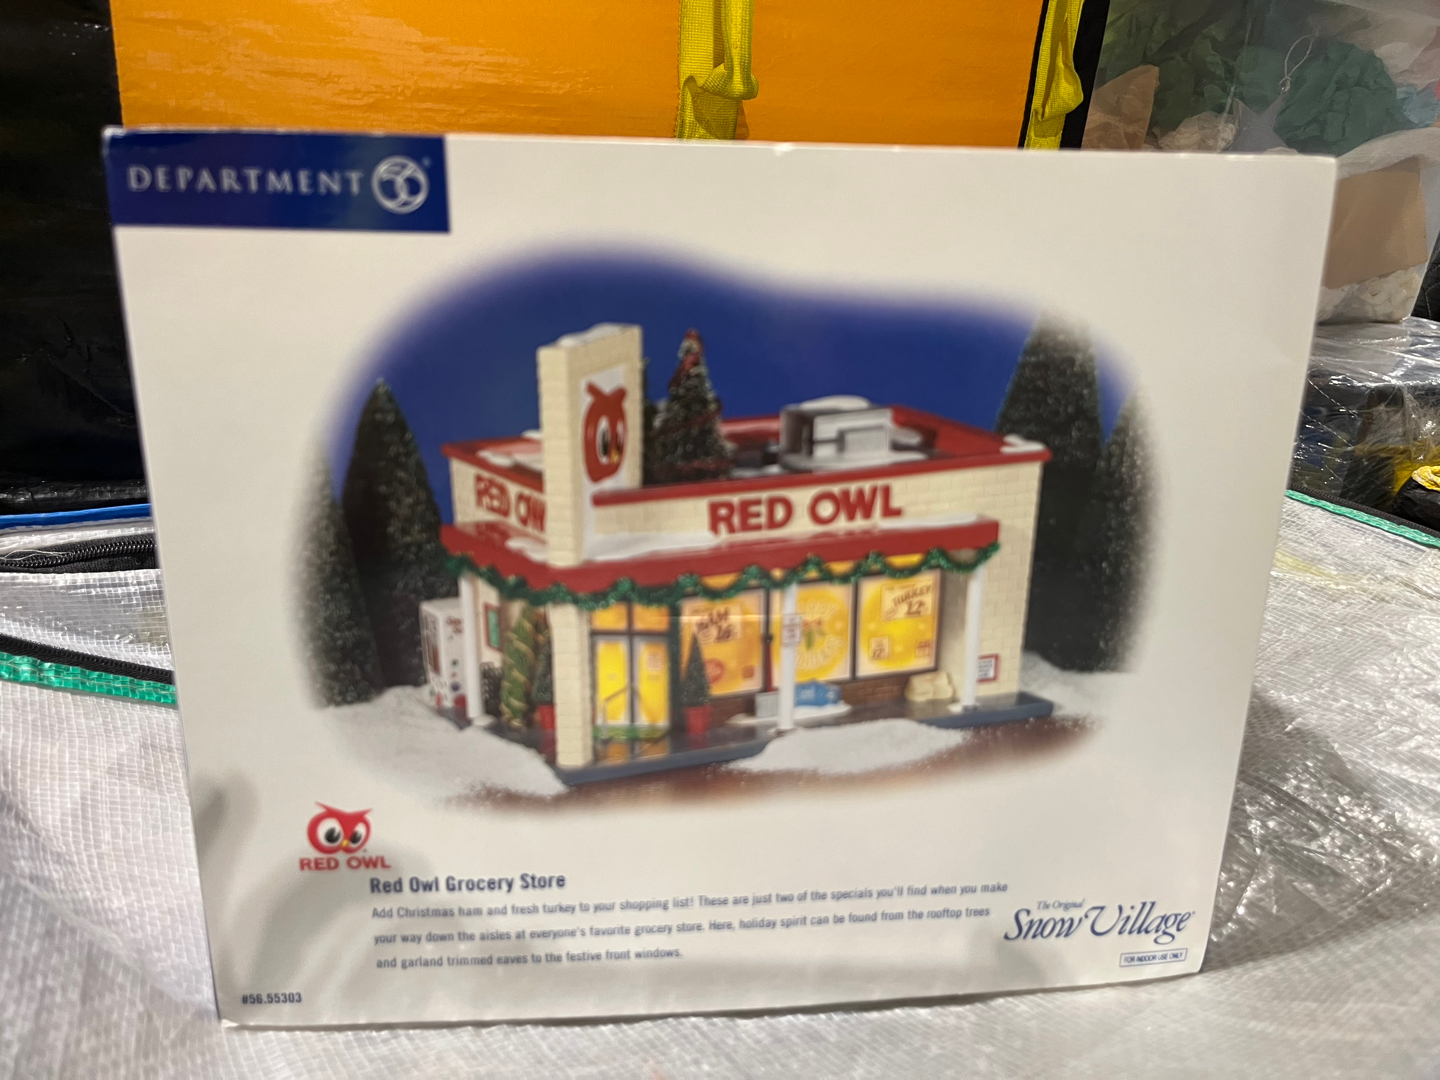 DEPARTMENT 56®
RED OWL
RED OWL
HAM
TURKEY
12¢
RED OWL
Red Owl Grocery Store
Add Christmas ham and fresh turkey to your shopping list! These are just two of the specials you'll find when you make
your way down the aisles at everyone's favorite grocery store. Here, holiday spirit can be found from the rooftop trees
and garland trimmed eaves to the festive front windows.
The Original
Snow Village
FOR INDOOR USE ONLY
#56.55303